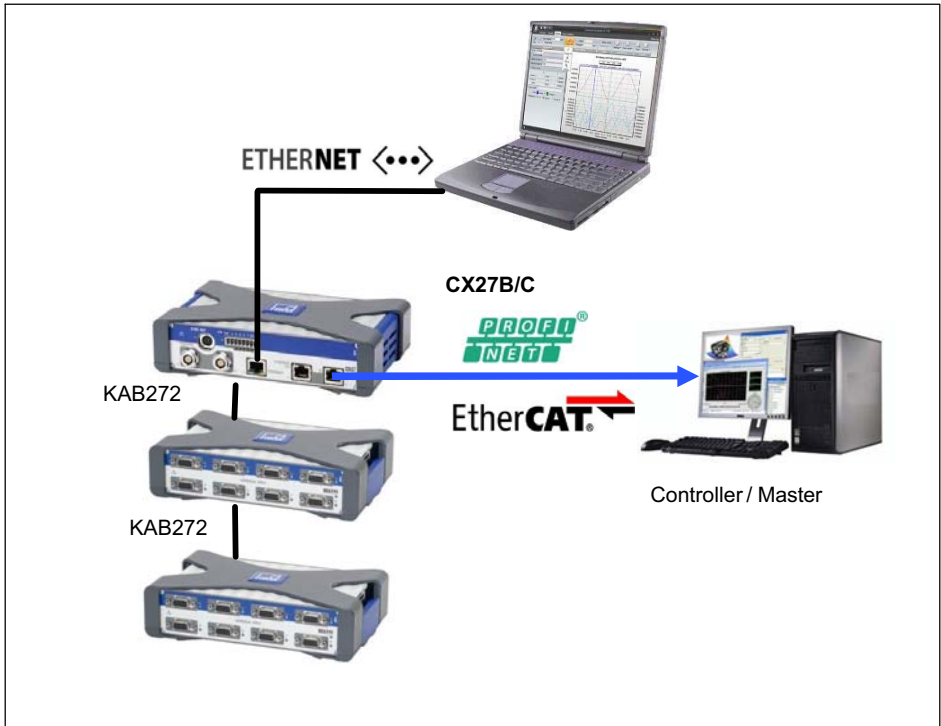 ETHERNET <•••>
CX27B/C
PROFI®
NET
KAB272
EtherCAT®
Controller / Master
KAB272